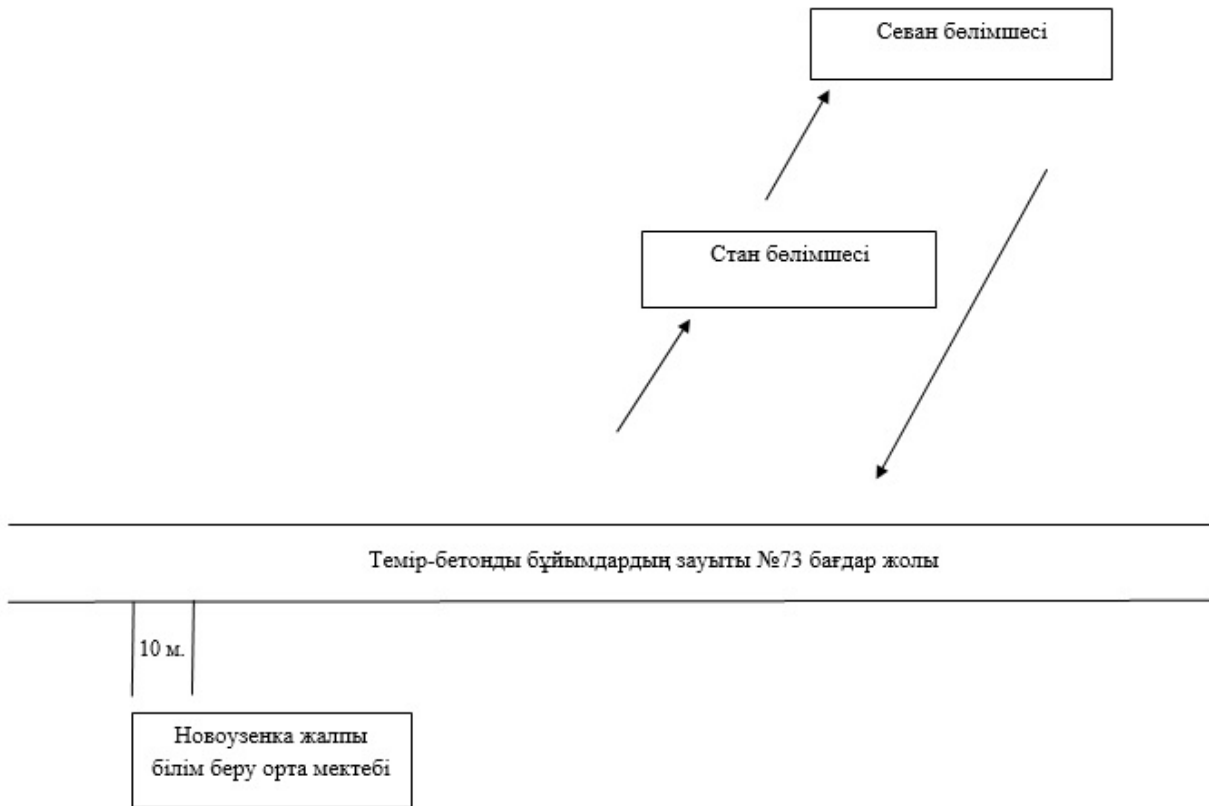 Севан бөлімшесі
Стан бөлімшесі
Темір-бетонды бұйымдардың зауыты №73 бағдар жолы
10 м.
Новоузенка жалпы
білім беру орта мектебі